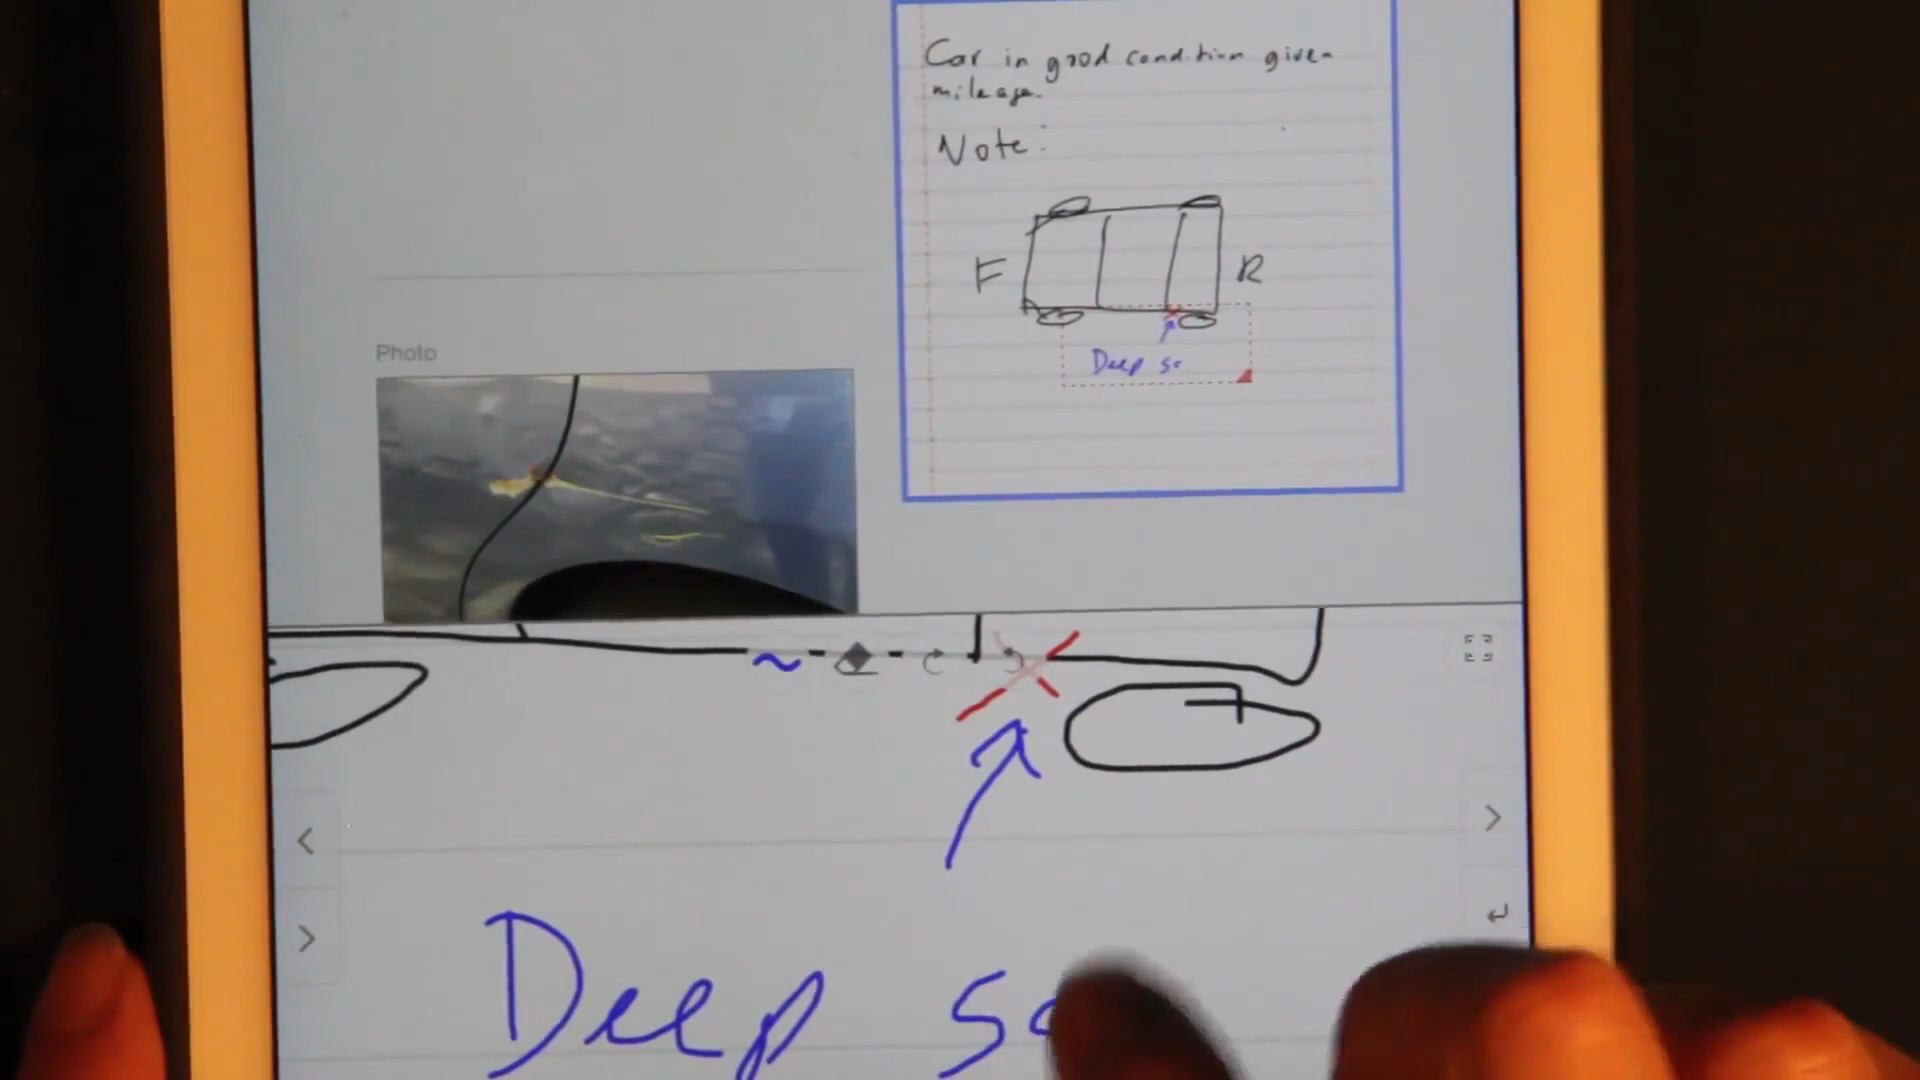 Car in good condition given
mileage.
Note:
F
R
Deep sc
Photo
Deep sc